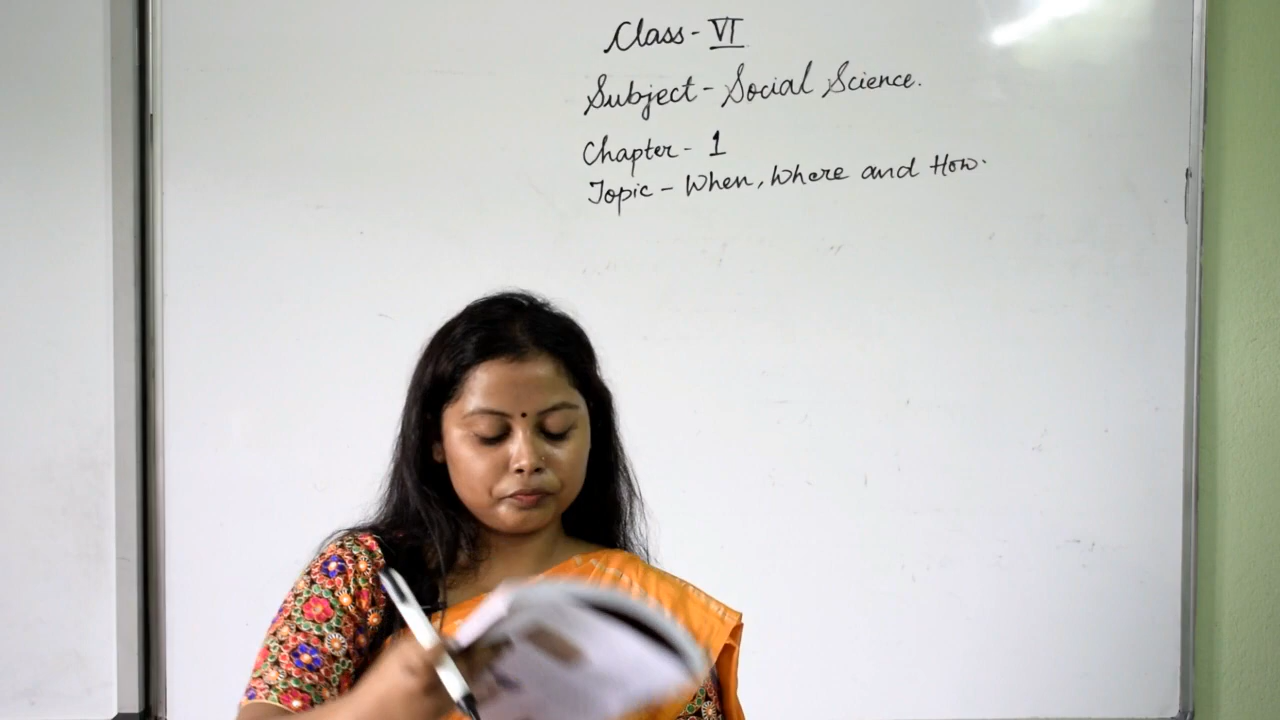 Class - VI
Subject - Social Science.
Chapter - 1
Topic - When, Where and How.